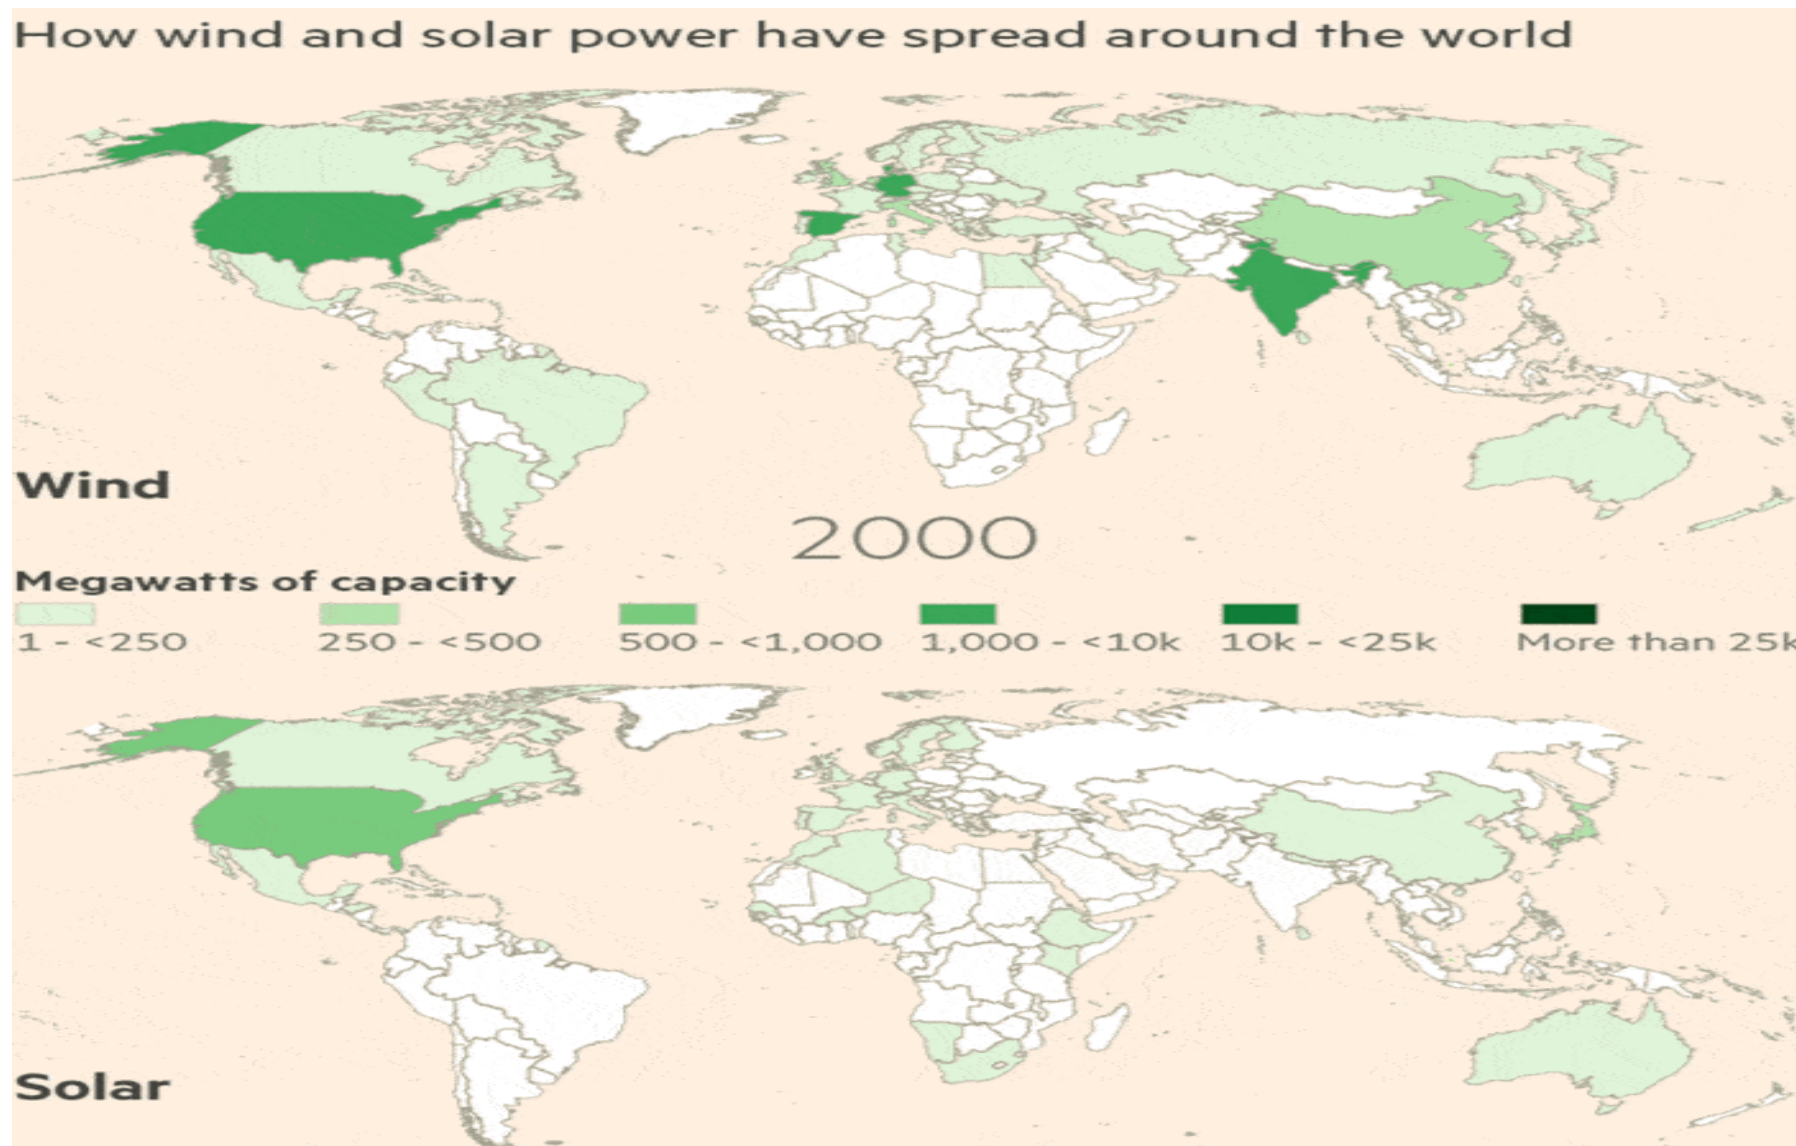 How wind and solar power have spread around the world
Wind
2000
Megawatts of capacity
1 - <250 250 - <500 500 - <1,000 1,000 - <10k 10k - <25k More than 25k
Solar